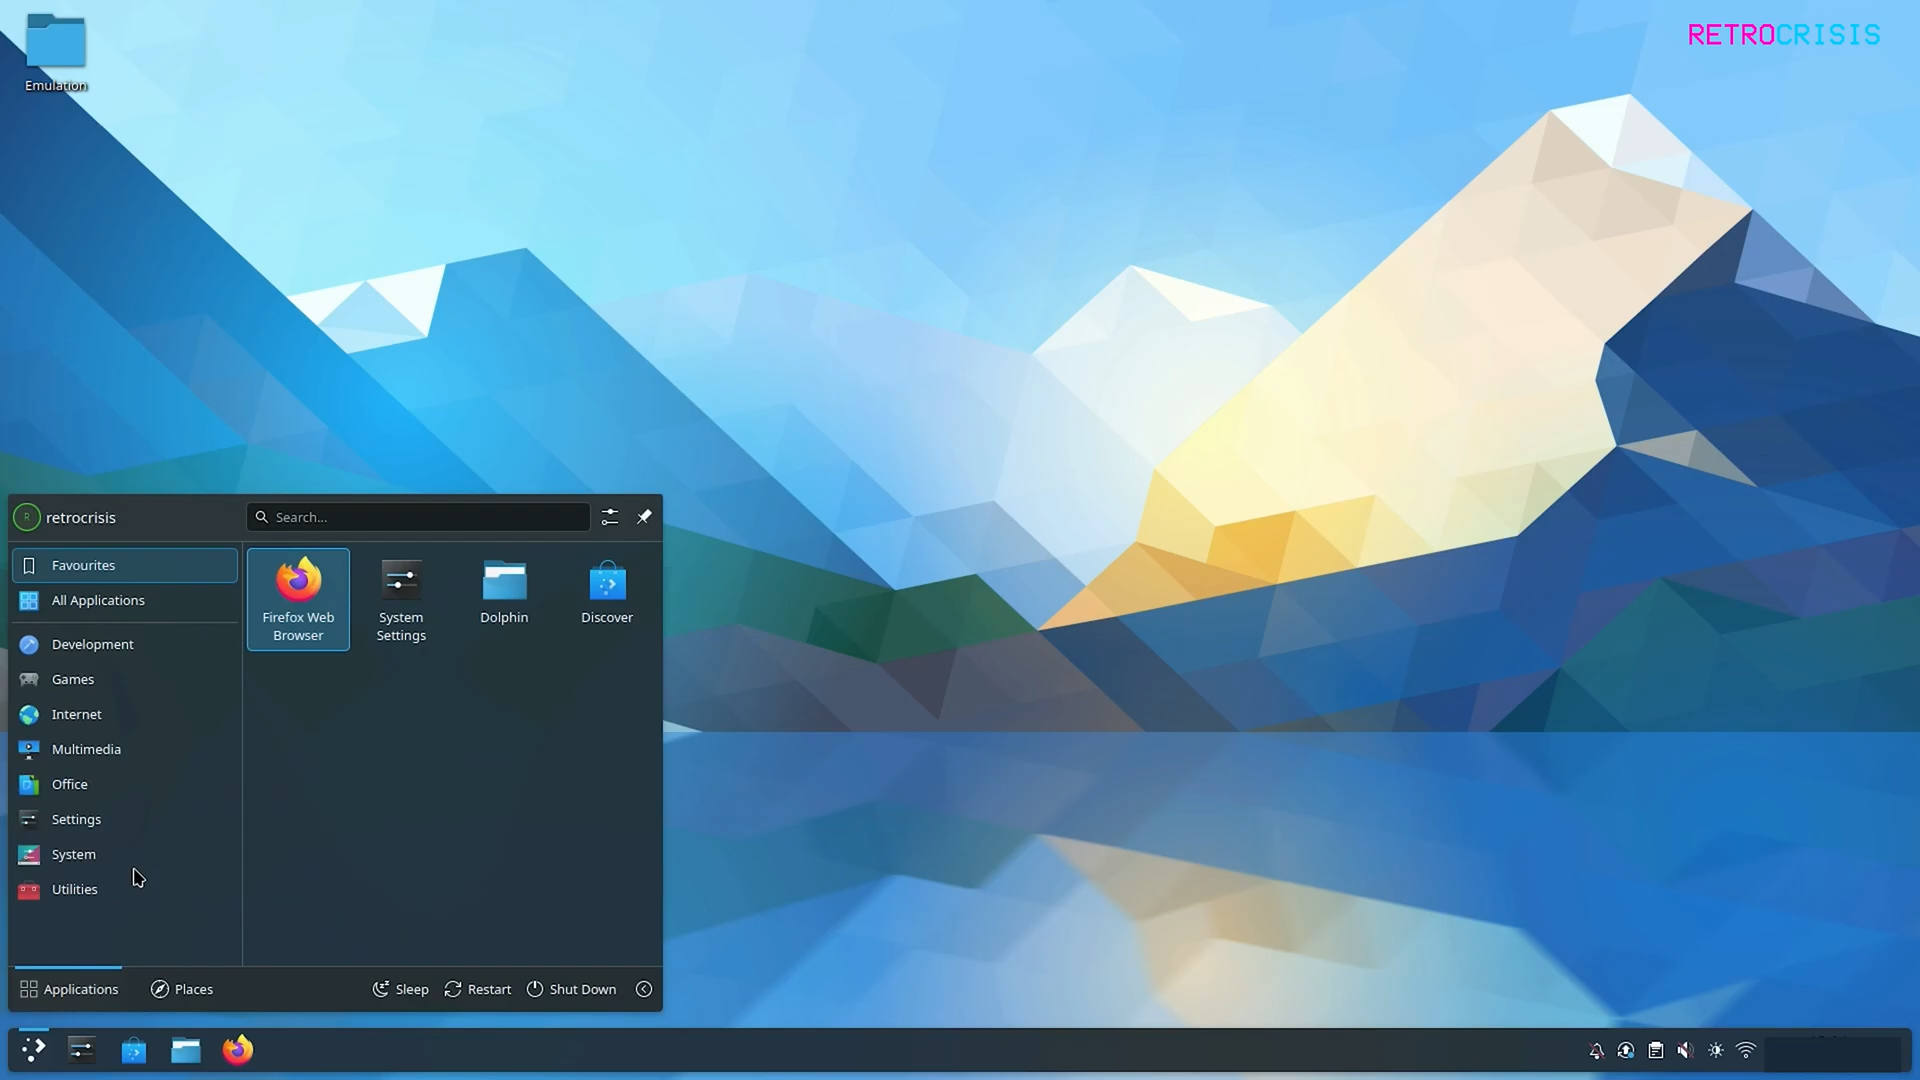 Emulation
RETROCRISIS
retrocrisis
Search...
Favourites
All Applications
Development
Games
Internet
Multimedia
Office
Settings
System
Utilities
Firefox Web
Browser
System
Settings
Dolphin
Discover
Applications
Places
Sleep
Restart
Shut Down